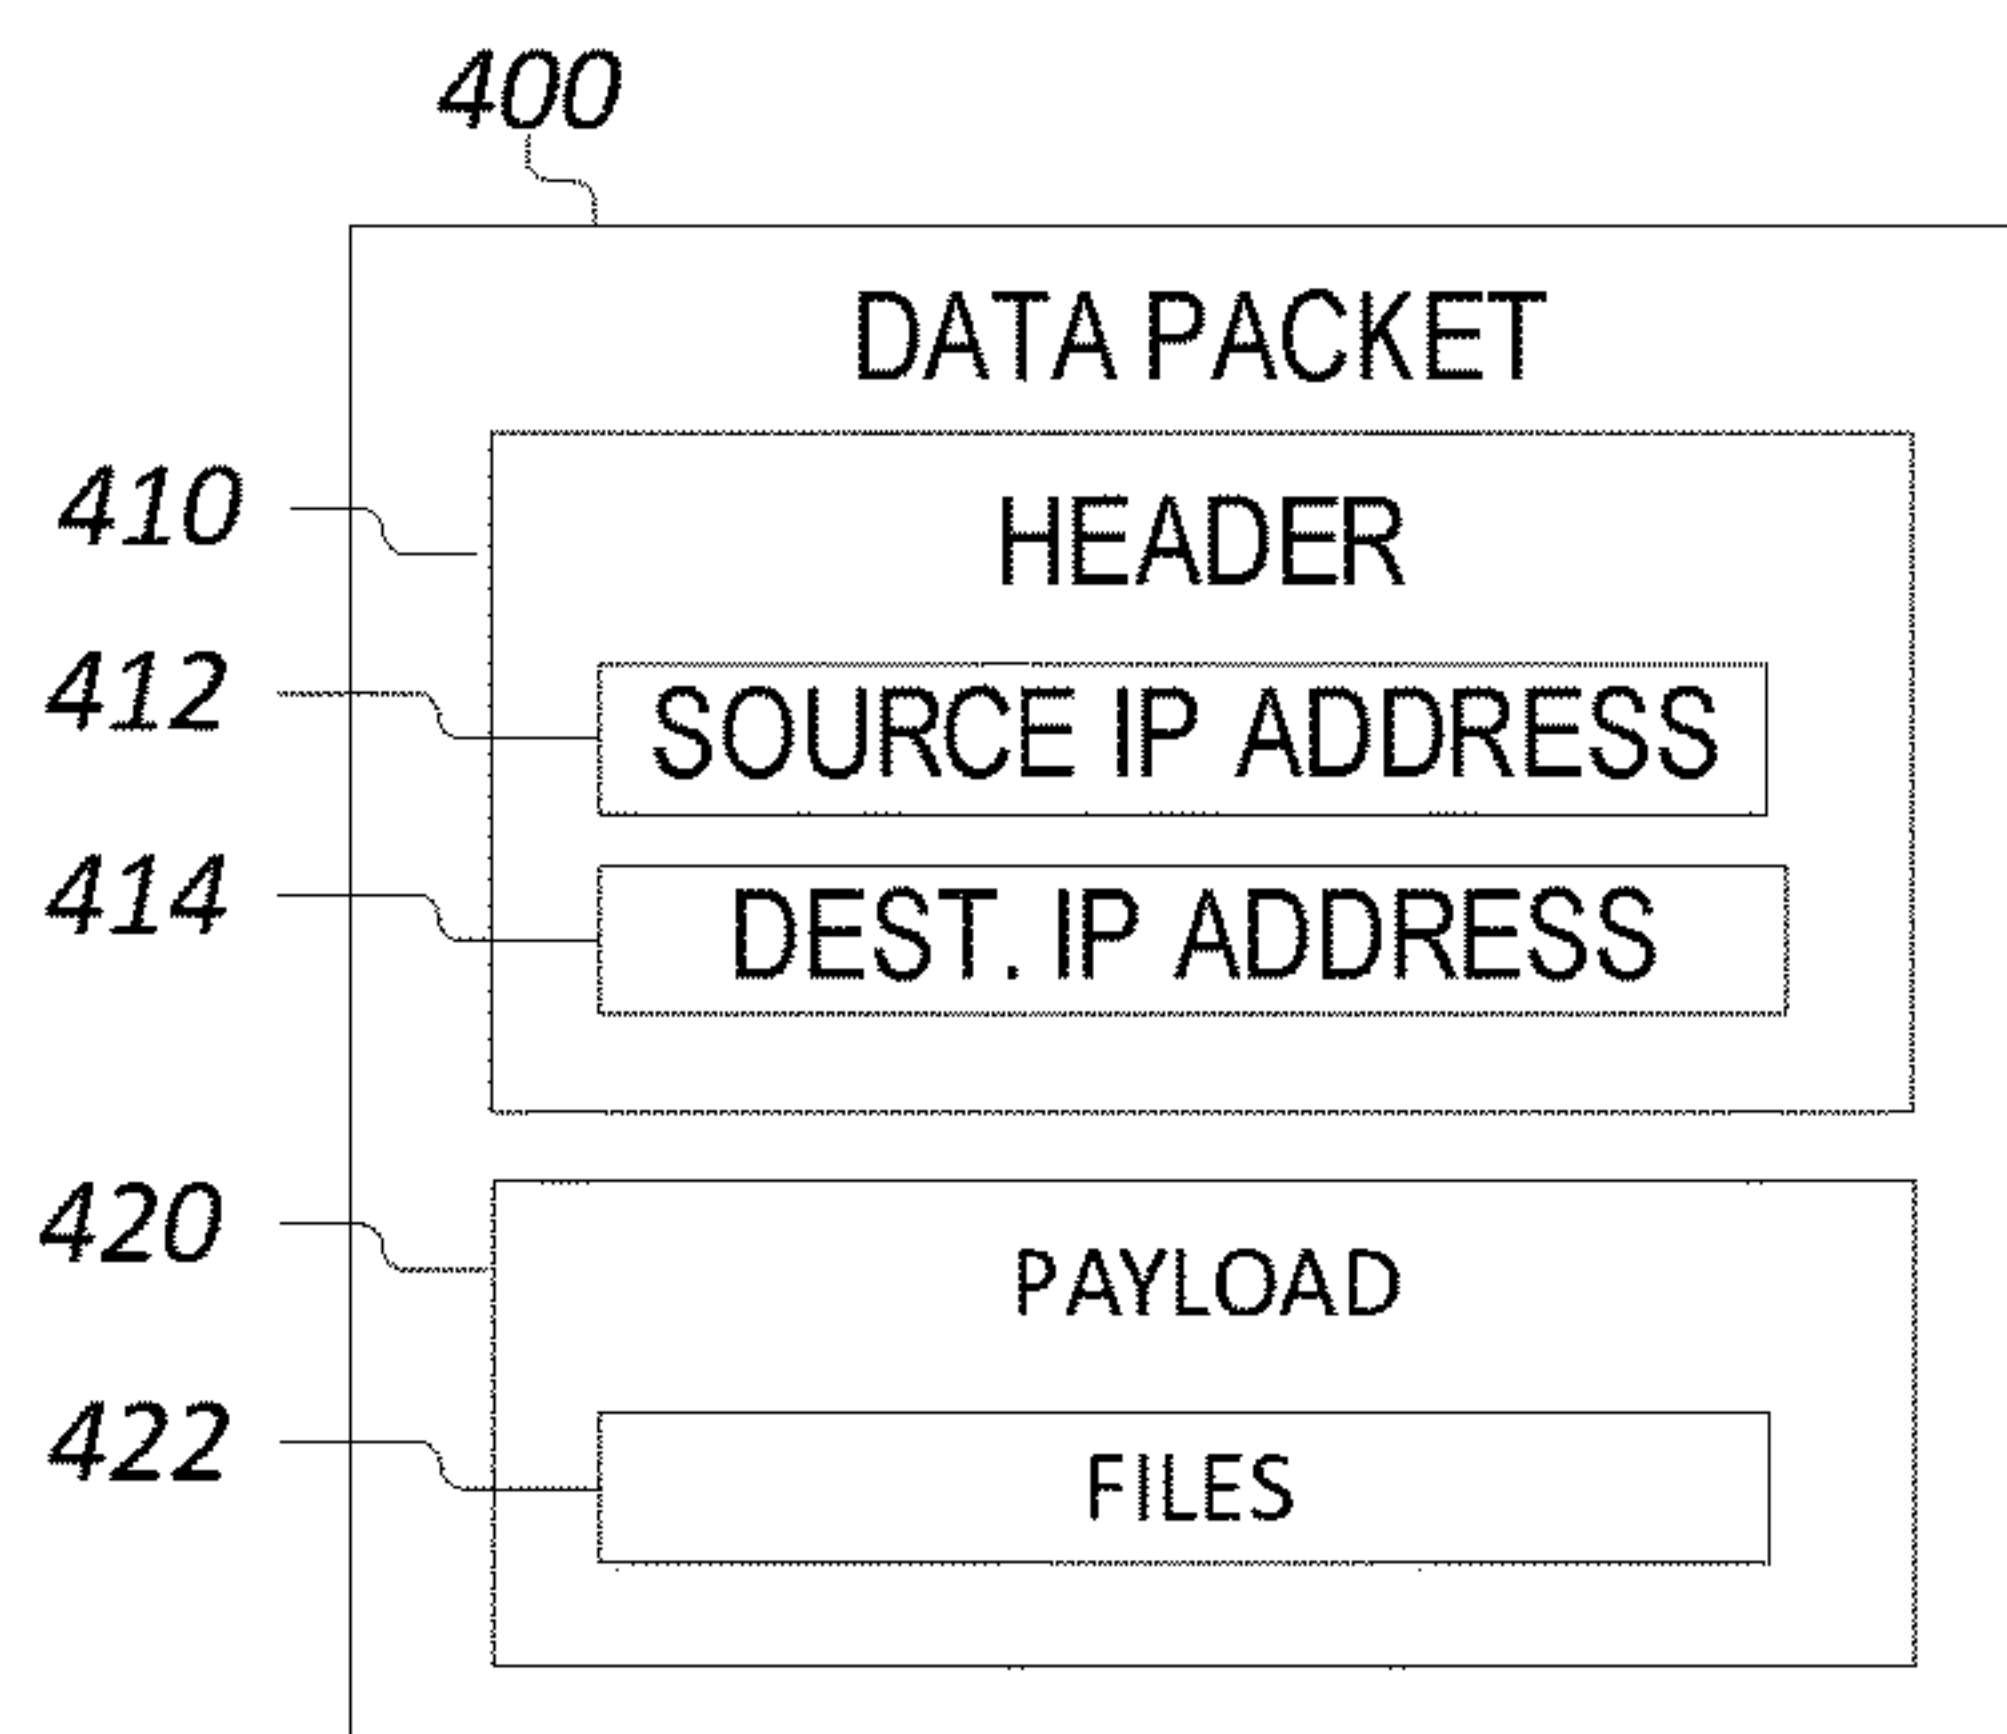 400
DATA PACKET
410
HEADER
412
SOURCE IP ADDRESS
414
DEST. IP ADDRESS
420
PAYLOAD
422
FILES